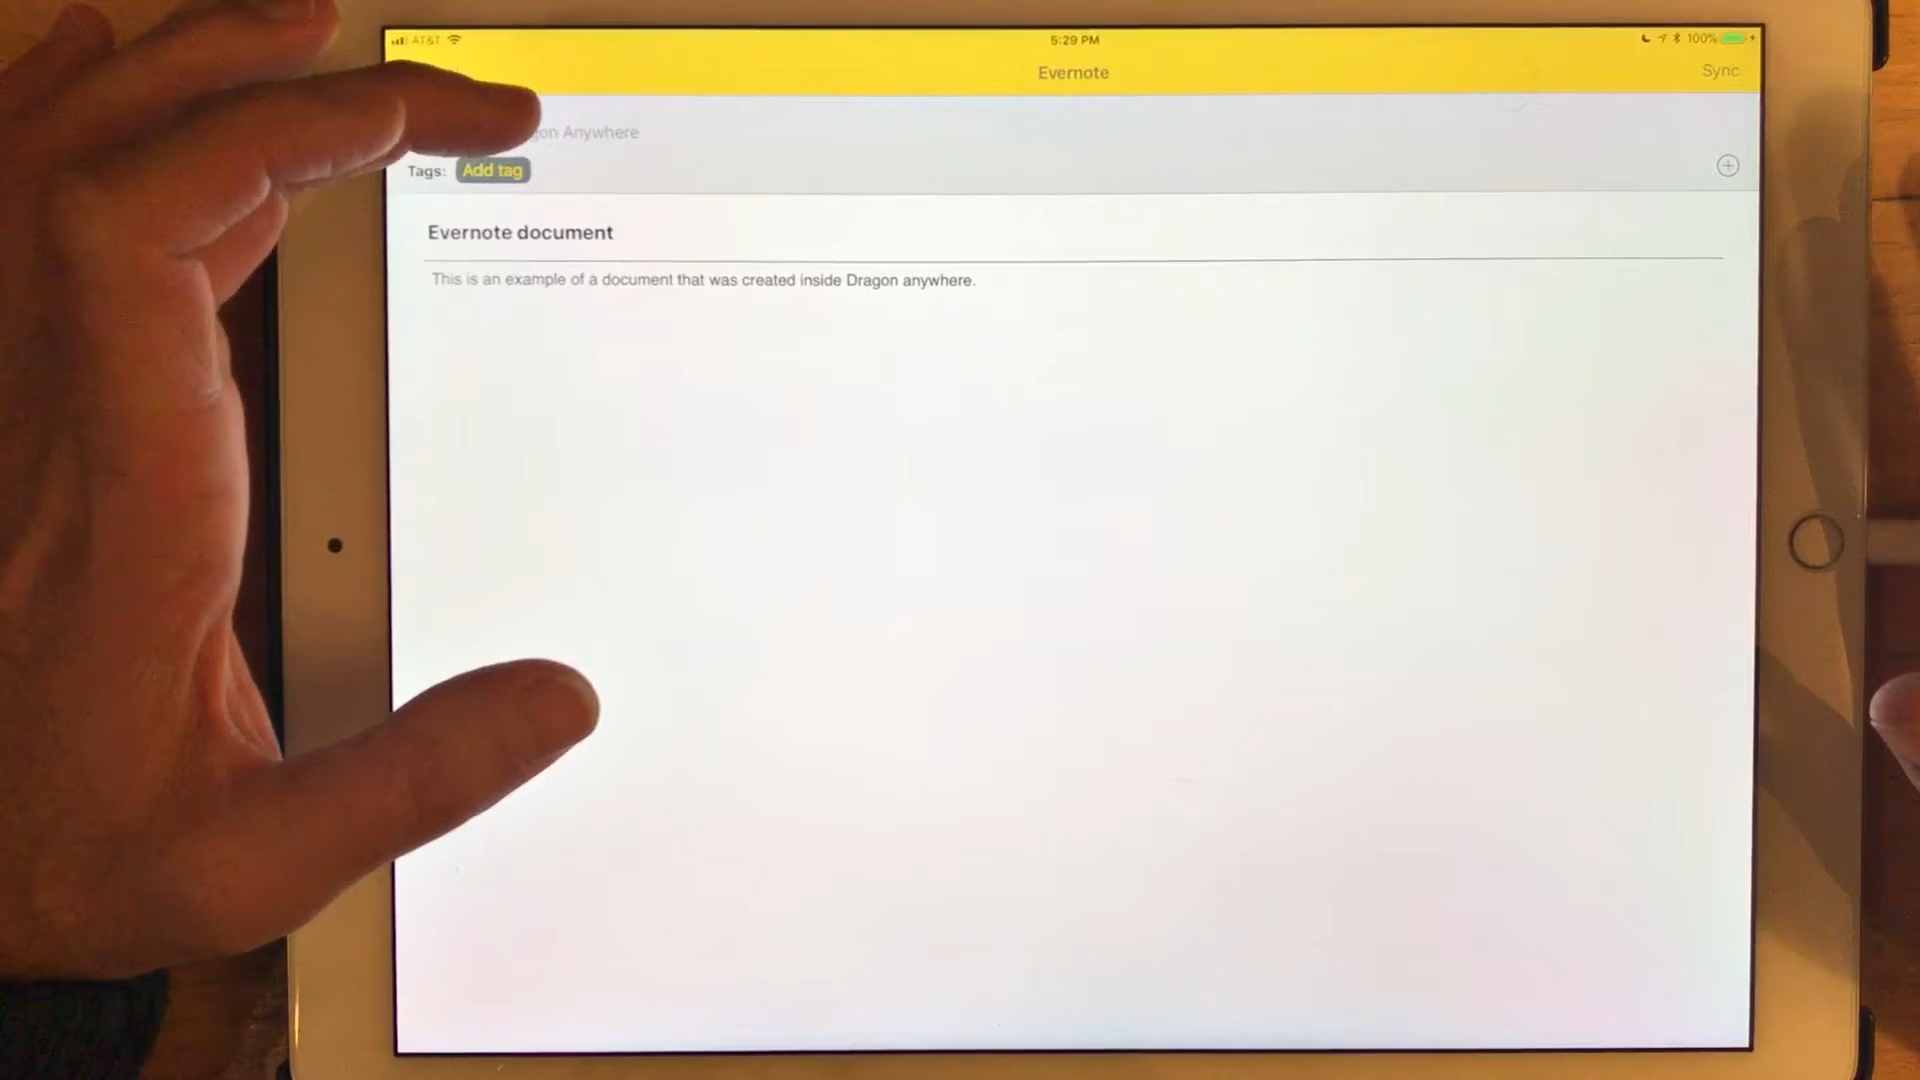 AT&T 5:29 PM 100%
Evernote Sync
Anywhere
Tags: Add tag
Evernote document
This is an example of a document that was created inside Dragon anywhere.